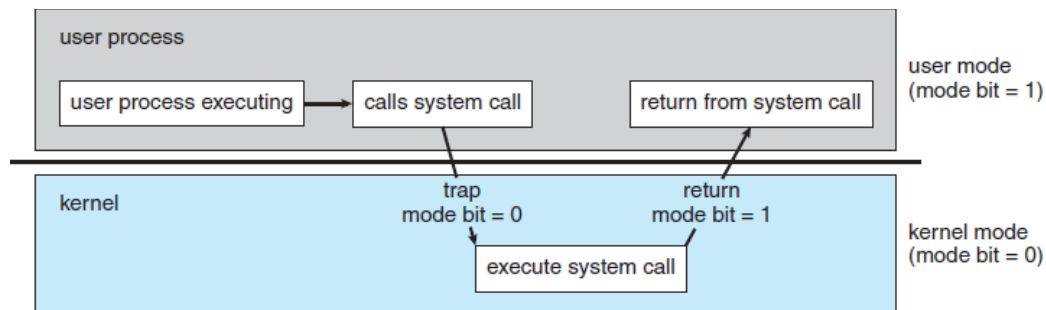 user process
user process executing
calls system call
return from system call
user mode
(mode bit = 1)
kernel
trap
mode bit = 0
return
mode bit = 1
execute system call
kernel mode
(mode bit = 0)